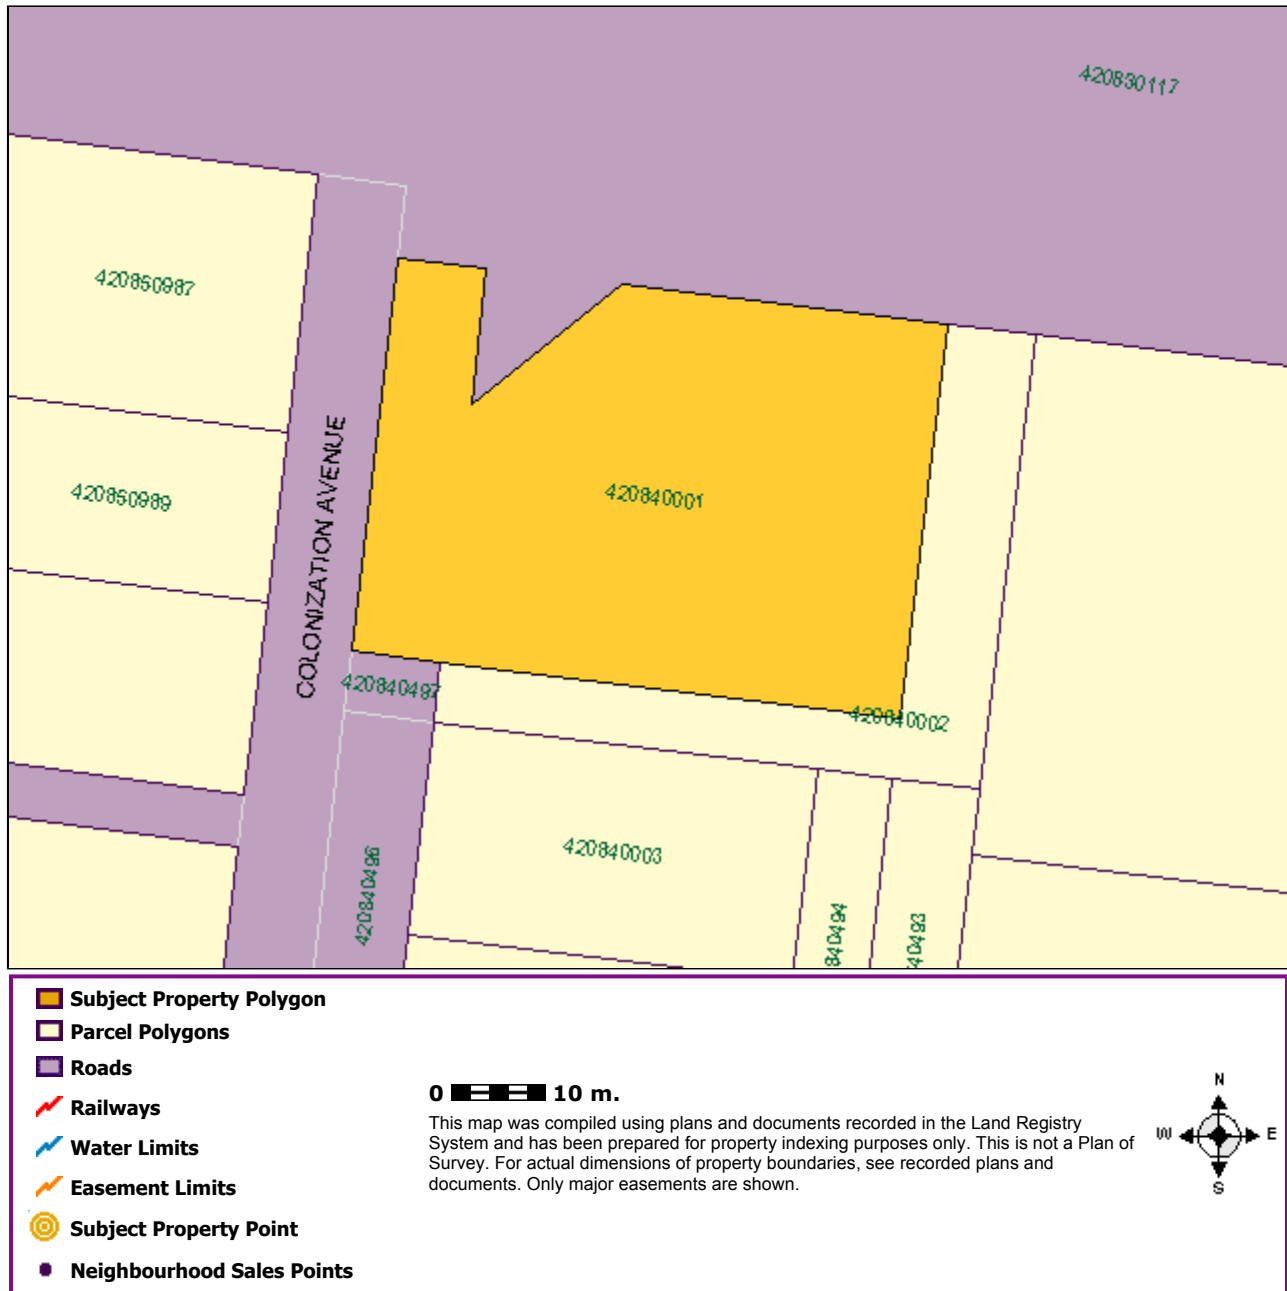 420830117
420850987
420850989
COLONIZATION AVENUE
420840001
420840497
420840002
420840003
420840496
840494
40493
Subject Property Polygon
Parcel Polygons
Roads
Railways
Water Limits
Easement Limits
Subject Property Point
Neighbourhood Sales Points
0 10 m.
This map was compiled using plans and documents recorded in the Land Registry
System and has been prepared for property indexing purposes only. This is not a Plan of
Survey. For actual dimensions of property boundaries, see recorded plans and
documents. Only major easements are shown.
N
W E
S